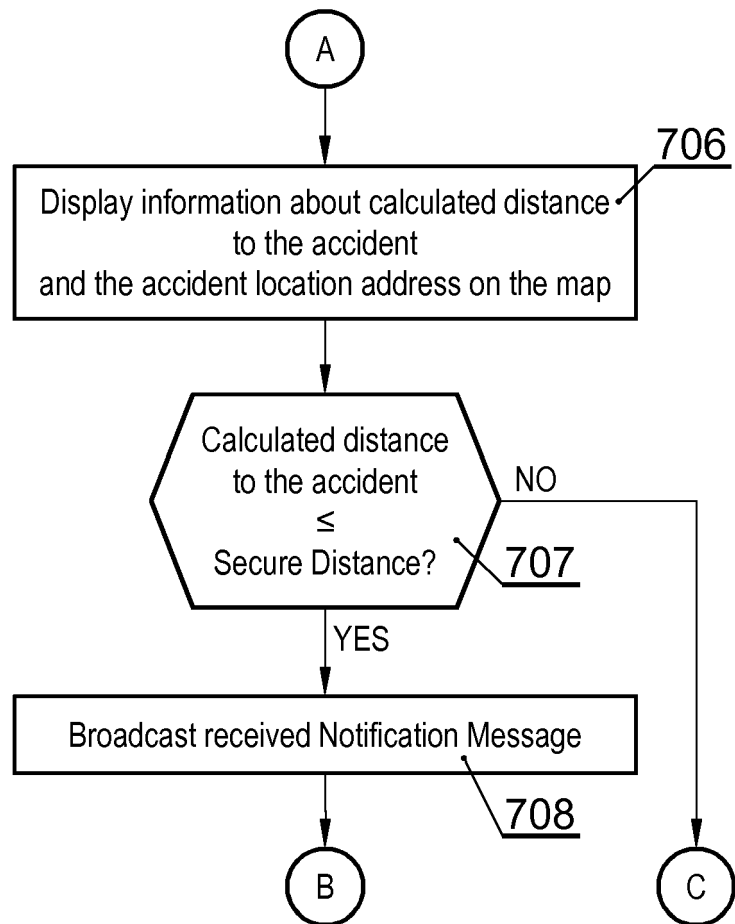 A
706
Display information about calculated distance
to the accident
and the accident location address on the map
Calculated distance
to the accident
≤
Secure Distance?
NO
707
YES
Broadcast received Notification Message
708
B
C